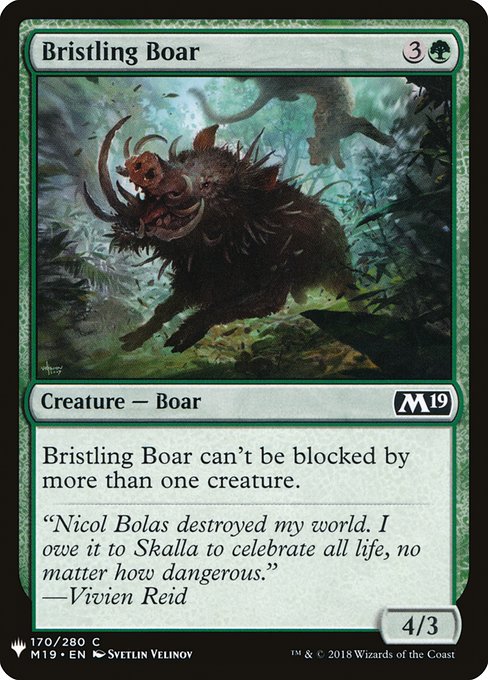 Bristling Boar 3
Creature — Boar M19
Bristling Boar can't be blocked by
more than one creature.
“Nicol Bolas destroyed my world. I
owe it to Skalla to celebrate all life, no
matter how dangerous.”
—Vivien Reid
4/3
170/280 C
M19 • EN Svetlin Velinov ™ & © 2018 Wizards of the Coast